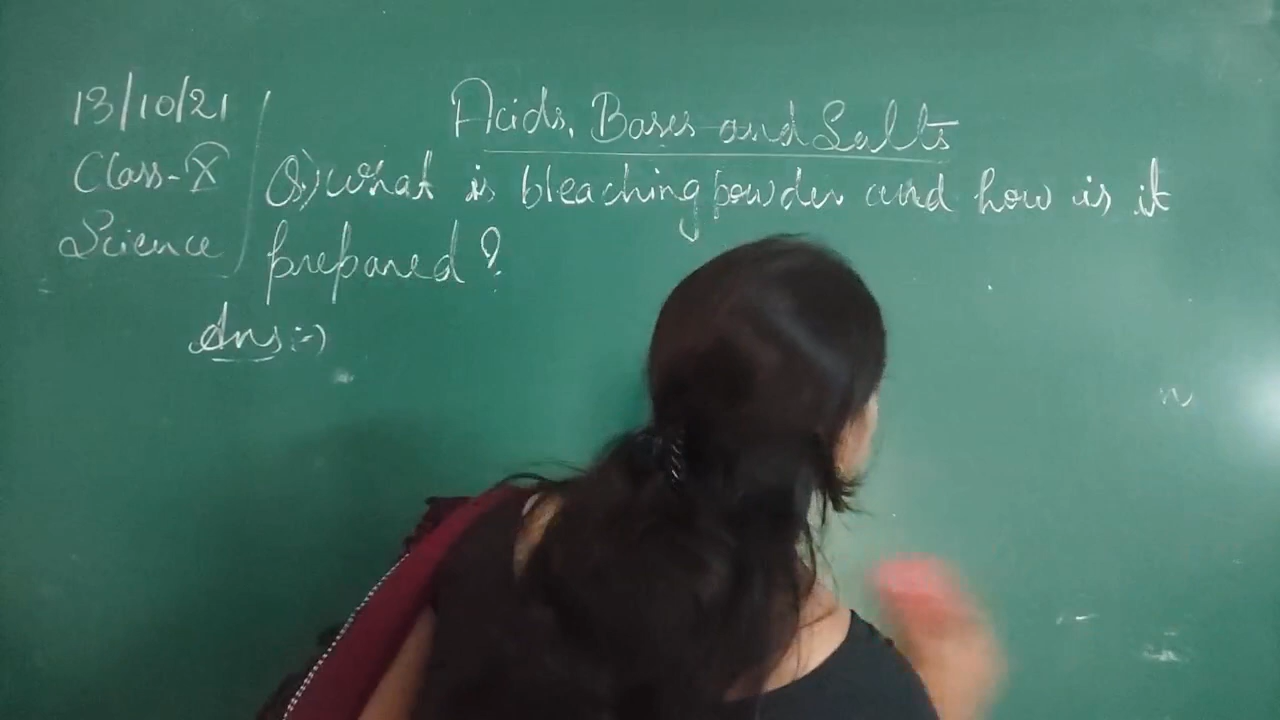 13/10/21
Class-X
Science
Acids, Bases and Salts
Q.) What is bleaching powder and how is it
prepared?
Ans:-)
n